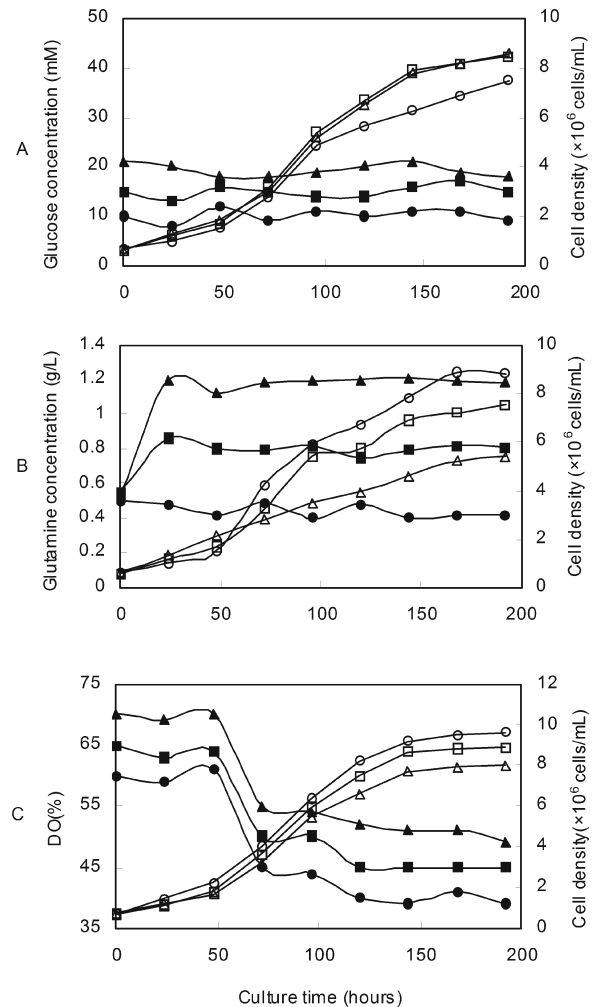 A
Glucose concentration (mM)
50
40
30
20
10
0
10
8
6
4
2
0
Cell density (×10⁶ cells/mL)
0 50 100 150 200
B
Glutamine concentration (g/L)
1.4
1.2
1
0.8
0.6
0.4
0.2
0
10
8
6
4
2
0
Cell density (×10⁶ cells/mL)
0 50 100 150 200
C
DO(%)
75
65
55
45
35
12
10
8
6
4
2
0
Cell density(×10⁶ cells/mL)
0 50 100 150 200
Culture time (hours)